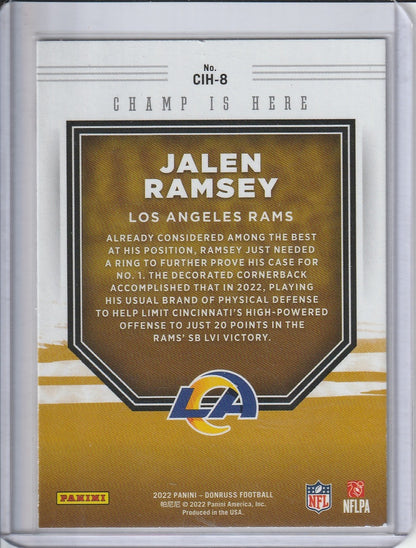 No.
CIH-8
CHAMP IS HERE
JALEN
RAMSEY
LOS ANGELES RAMS
ALREADY CONSIDERED AMONG THE BEST
AT HIS POSITION, RAMSEY JUST NEEDED
A RING TO FURTHER PROVE HIS CASE FOR
NO. 1. THE DECORATED CORNERBACK
ACCOMPLISHED THAT IN 2022, PLAYING
HIS USUAL BRAND OF PHYSICAL DEFENSE
TO HELP LIMIT CINCINNATI'S HIGH-POWERED
OFFENSE TO JUST 20 POINTS IN THE
RAMS' SB LVI VICTORY.
LA
PANINI
2022 PANINI – DONRUSS FOOTBALL
帕尼尼 © 2022 Panini America, Inc.
Produced in the USA.
NFL
NFLPA